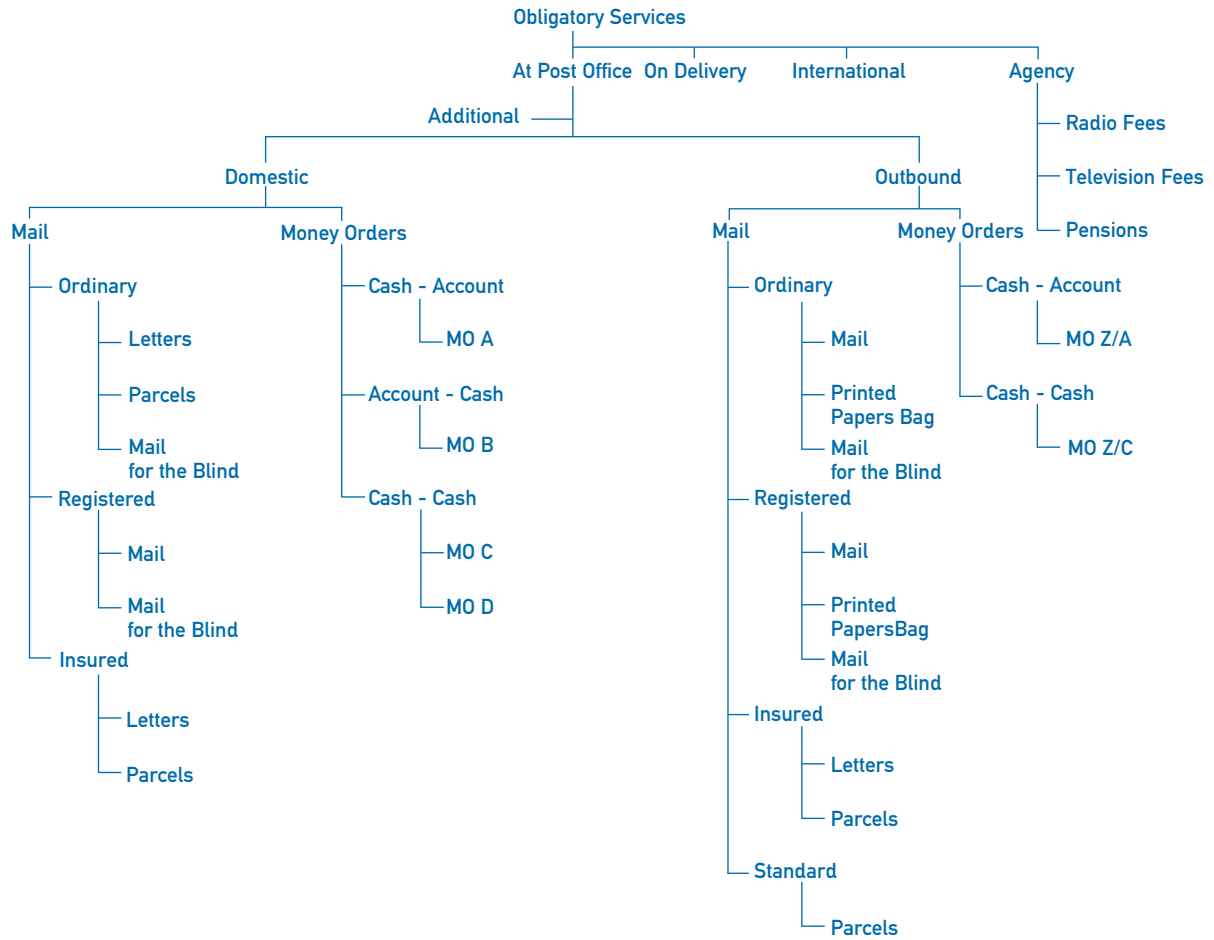 Obligatory Services
At Post Office
On Delivery
International
Agency
Additional
Radio Fees
Television Fees
Pensions
Domestic
Outbound
Mail
Money Orders
Ordinary
Letters
Parcels
Mail
for the Blind
Registered
Mail
Mail
for the Blind
Insured
Letters
Parcels
Cash - Account
MO A
Account - Cash
MO B
Cash - Cash
MO C
MO D
Mail
Money Orders
Ordinary
Mail
Printed
Papers Bag
Mail
for the Blind
Registered
Mail
Printed
PapersBag
Mail
for the Blind
Insured
Letters
Parcels
Standard
Parcels
Cash - Account
MO Z/A
Cash - Cash
MO Z/C